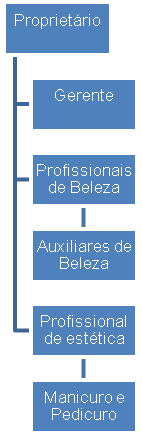 Proprietário
Gerente
Profissionais
de Beleza
Auxiliares de
Beleza
Profissional
de estética
Manicuro e
Pedicuro